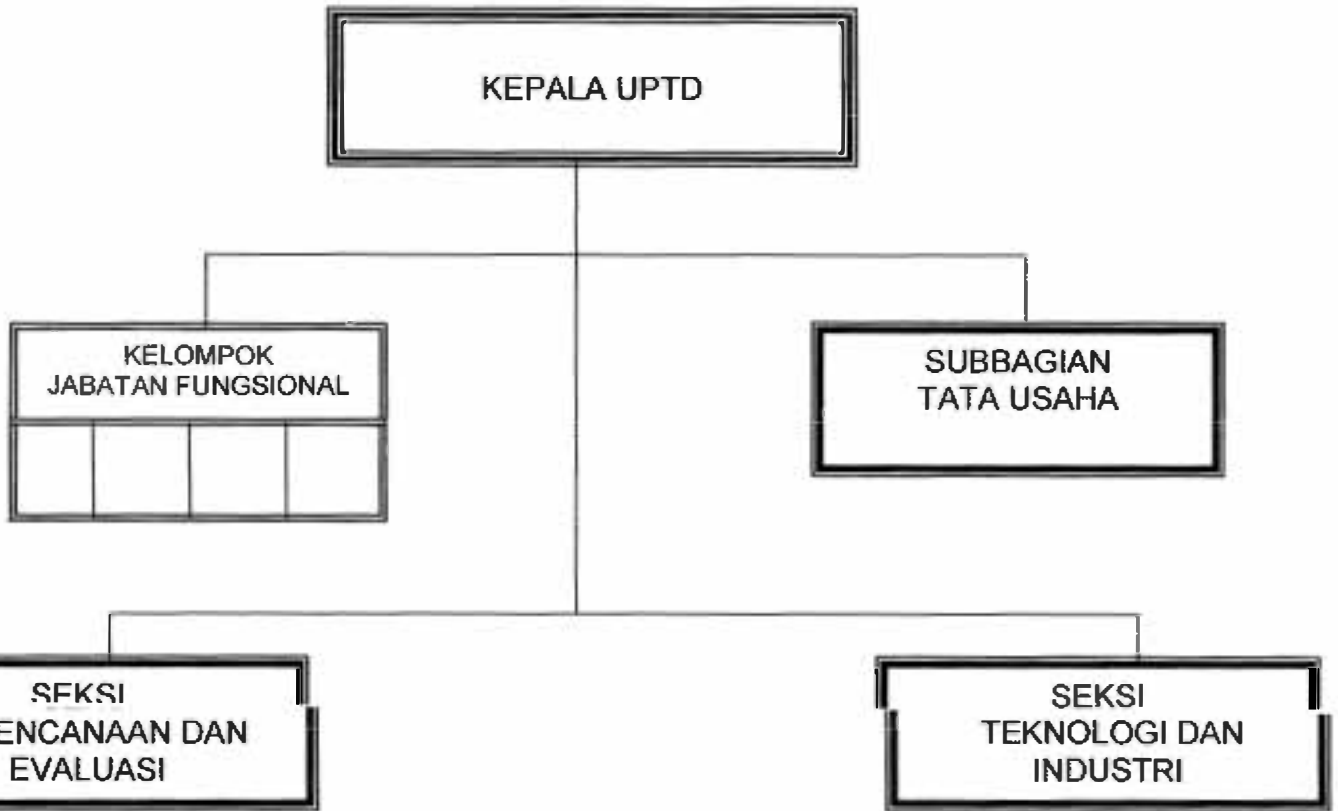 KEPALA UPTD
KELOMPOK
JABATAN FUNGSIONAL
SUBBAGIAN
TATA USAHA
SEKSI
ENCANAAN DAN
EVALUASI
SEKSI
TEKNOLOGI DAN
INDUSTRI